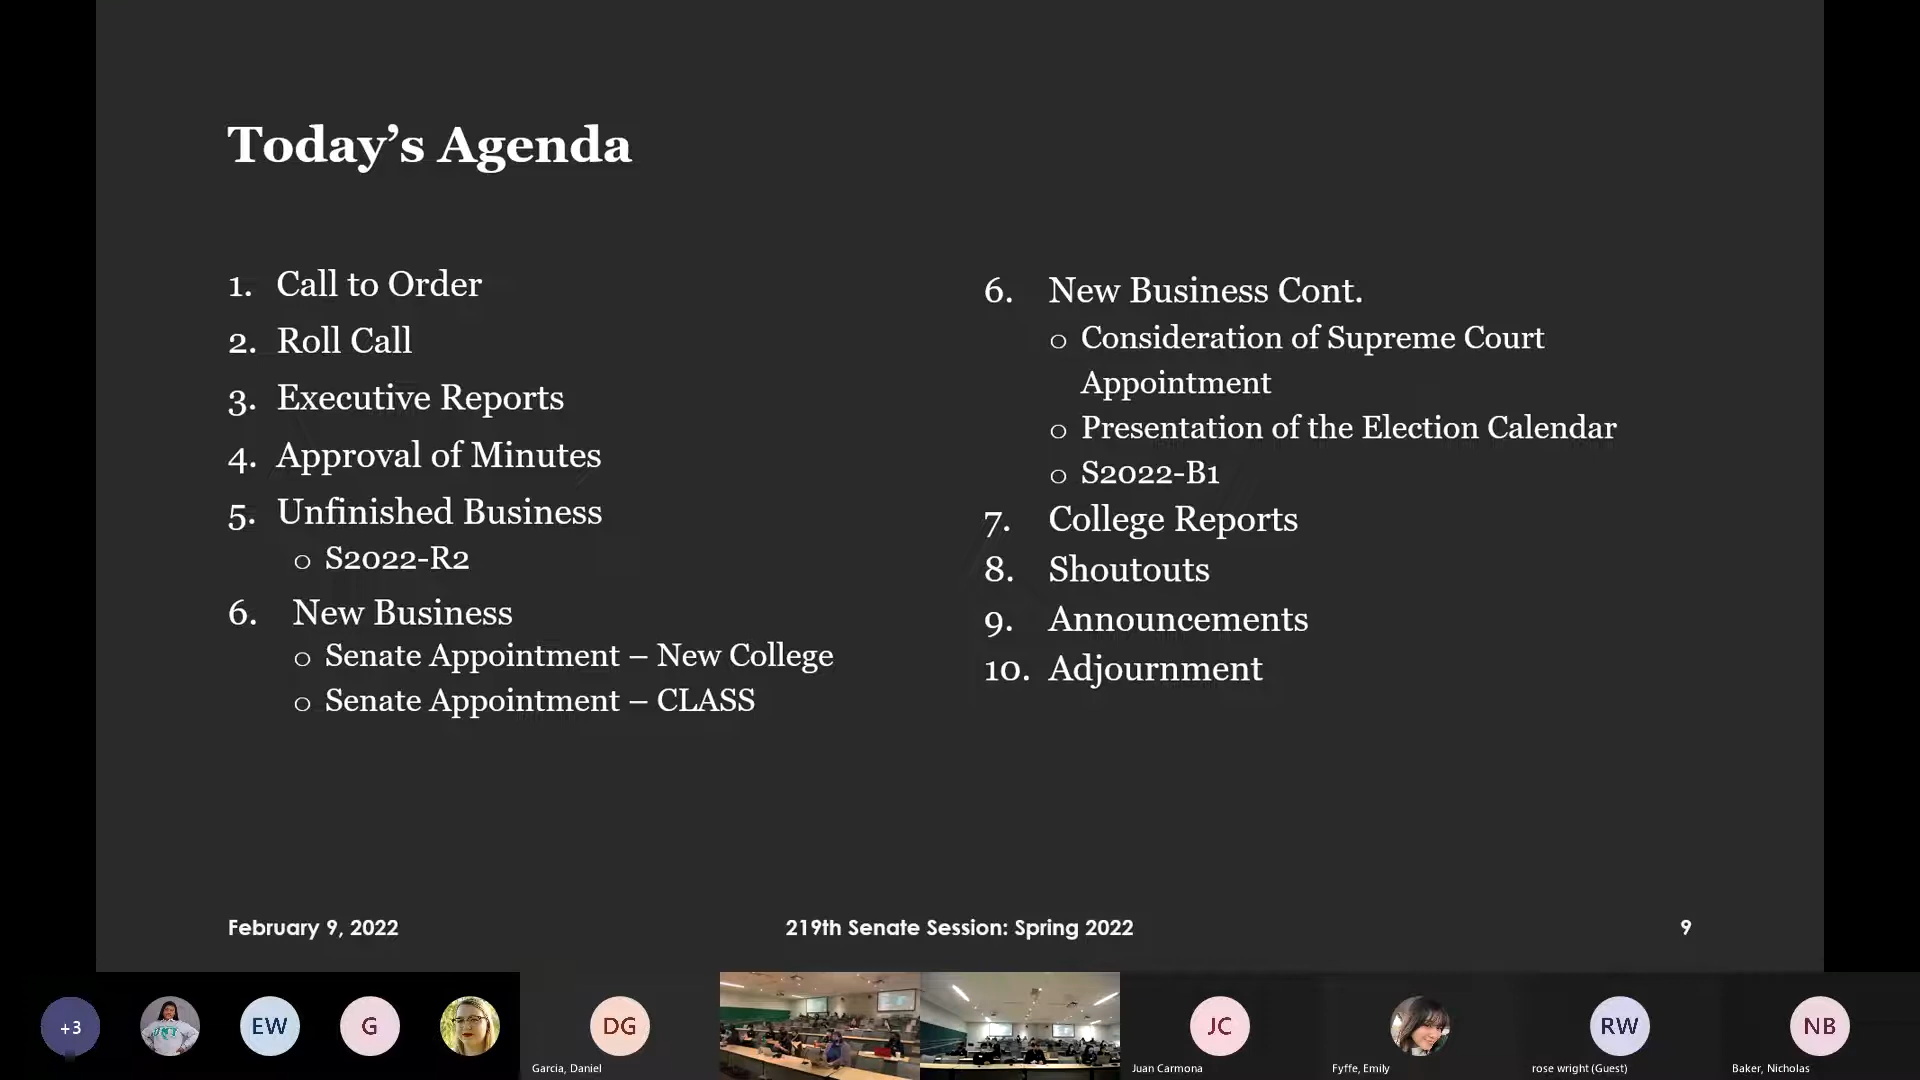 Today’s Agenda
1. Call to Order
2. Roll Call
3. Executive Reports
4. Approval of Minutes
5. Unfinished Business
o S2022-R2
6. New Business
o Senate Appointment – New College
o Senate Appointment – CLASS
6. New Business Cont.
o Consideration of Supreme Court
Appointment
o Presentation of the Election Calendar
o S2022-B1
7. College Reports
8. Shoutouts
9. Announcements
10. Adjournment
February 9, 2022
219th Senate Session: Spring 2022
9
+3
EW
G
DG
Garcia, Daniel
JC
Juan Carmona
Fyffe, Emily
RW
rose wright (Guest)
NB
Baker, Nicholas